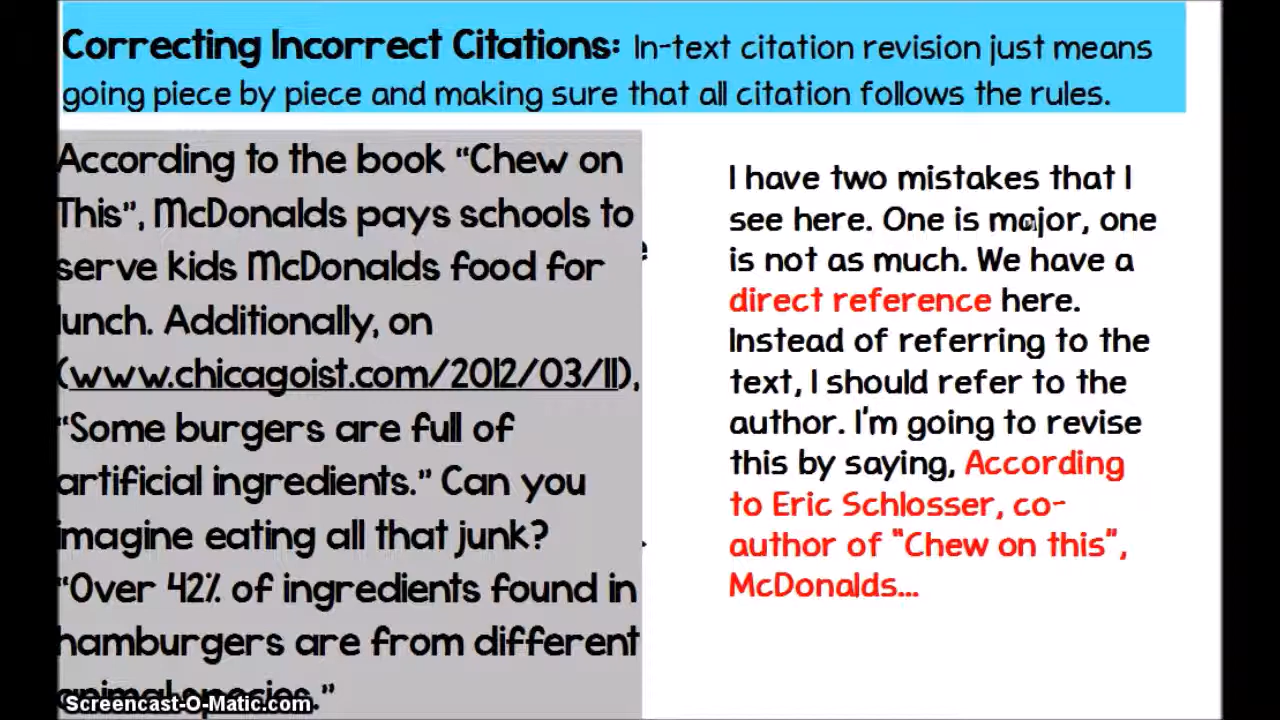 Correcting Incorrect Citations: In-text citation revision just means
going piece by piece and making sure that all citation follows the rules.
According to the book “Chew on
This”, McDonalds pays schools to
serve kids McDonalds food for
lunch. Additionally, on
(www.chicagoist.com/2012/03/11),
“Some burgers are full of
artificial ingredients.” Can you
imagine eating all that junk?
“Over 42% of ingredients found in
hamburgers are from different
animal species.”
I have two mistakes that I
see here. One is major, one
is not as much. We have a
direct reference here.
Instead of referring to the
text, I should refer to the
author. I'm going to revise
this by saying, According
to Eric Schlosser, co-
author of "Chew on this",
McDonalds...
Screencast-O-Matic.com